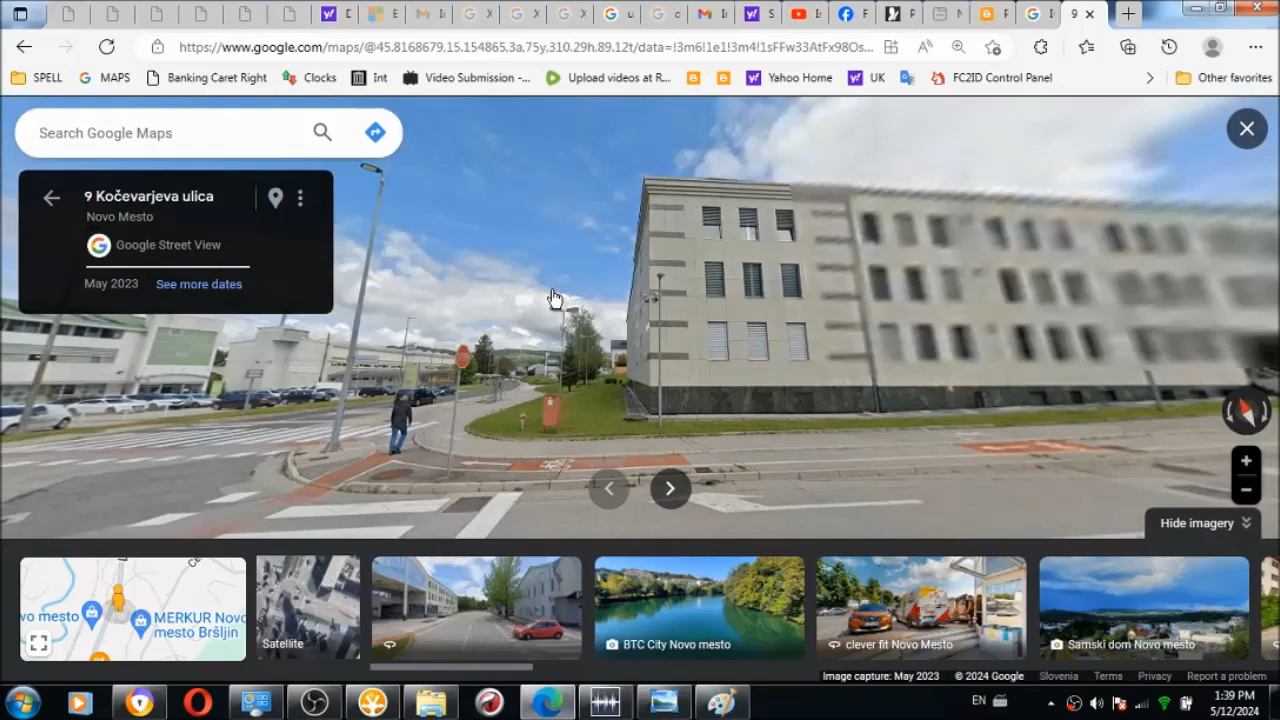 9
https://www.google.com/maps/@45.8168679,15.154865,3a,75y,310.29h,89.12t/data=!3m6!1e1!3m4!1sFFw33AtFx98Os...
SPELL
MAPS
Banking Caret Right
Clocks
Int
Video Submission -...
Upload videos at R...
Yahoo Home
UK
FC2ID Control Panel
Other favorites
Search Google Maps
9 Kočevarjeva ulica
Novo Mesto
Google Street View
May 2023 See more dates
Hide imagery
vo mesto
MERKUR Novo
mesto Bršljin
Satellite
BTC City Novo mesto
clever fit Novo Mesto
Samski dom Novo mesto
Image capture: May 2023 © 2024 Google Slovenia Terms Privacy Report a problem
EN
1:39 PM
5/12/2024